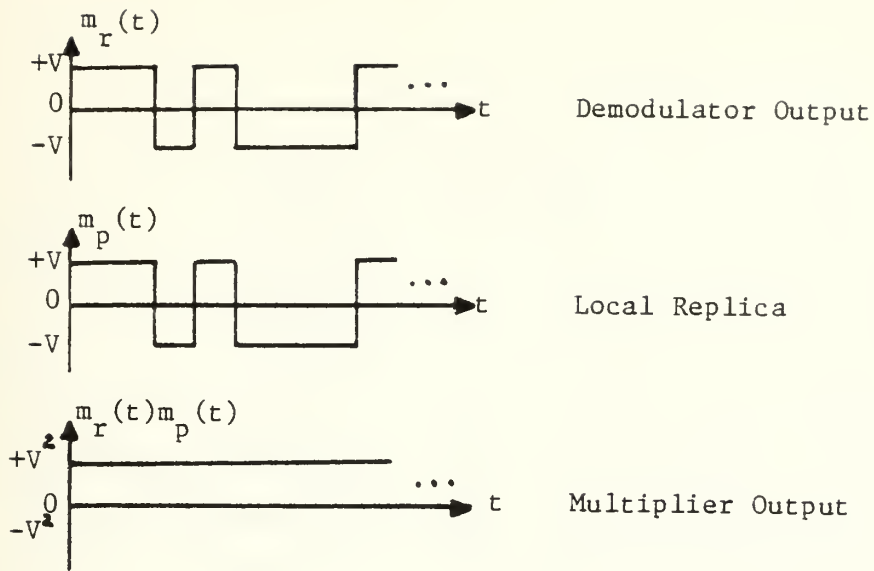 m_r(t)
+V
0
-V
...
t
Demodulator Output
m_p(t)
+V
0
-V
...
t
Local Replica
m_r(t)m_p(t)
+V²
0
-V²
...
t
Multiplier Output